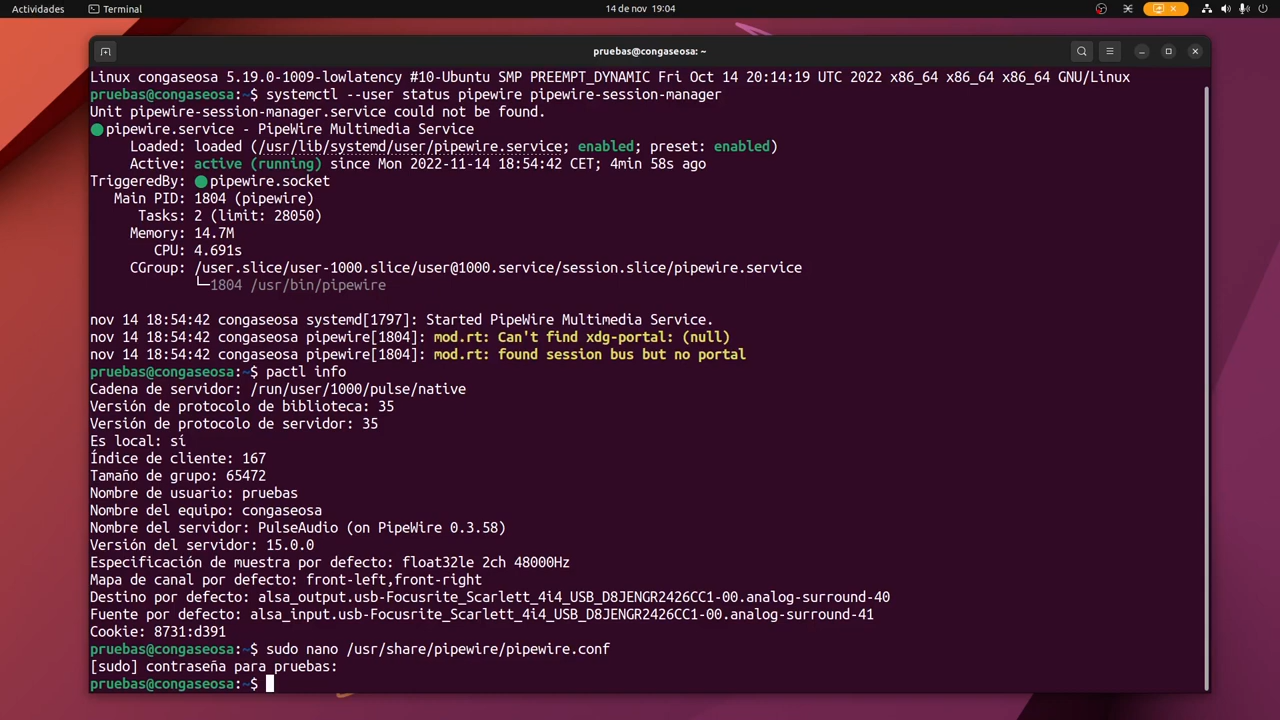 Actividades
Terminal
14 de nov 19:04
pruebas@congaseosa: ~
Linux congaseosa 5.19.0-1009-lowlatency #10-Ubuntu SMP PREEMPT_DYNAMIC Fri Oct 14 20:14:19 UTC 2022 x86_64 x86_64 x86_64 GNU/Linux
pruebas@congaseosa:~$ systemctl --user status pipewire pipewire-session-manager
Unit pipewire-session-manager.service could not be found.
● pipewire.service - PipeWire Multimedia Service
Loaded: loaded (/usr/lib/systemd/user/pipewire.service; enabled; preset: enabled)
Active: active (running) since Mon 2022-11-14 18:54:42 CET; 4min 58s ago
TriggeredBy: ● pipewire.socket
Main PID: 1804 (pipewire)
Tasks: 2 (limit: 28050)
Memory: 14.7M
CPU: 4.691s
CGroup: /user.slice/user-1000.slice/user@1000.service/session.slice/pipewire.service
└─1804 /usr/bin/pipewire
nov 14 18:54:42 congaseosa systemd[1797]: Started PipeWire Multimedia Service.
nov 14 18:54:42 congaseosa pipewire[1804]: mod.rt: Can't find xdg-portal: (null)
nov 14 18:54:42 congaseosa pipewire[1804]: mod.rt: found session bus but no portal
pruebas@congaseosa:~$ pactl info
Cadena de servidor: /run/user/1000/pulse/native
Versión de protocolo de biblioteca: 35
Versión de protocolo de servidor: 35
Es local: sí
Índice de cliente: 167
Tamaño de grupo: 65472
Nombre de usuario: pruebas
Nombre del equipo: congaseosa
Nombre del servidor: PulseAudio (on PipeWire 0.3.58)
Versión del servidor: 15.0.0
Especificación de muestra por defecto: float32le 2ch 48000Hz
Mapa de canal por defecto: front-left,front-right
Destino por defecto: alsa_output.usb-Focusrite_Scarlett_4i4_USB_D8JENGR2426CC1-00.analog-surround-40
Fuente por defecto: alsa_input.usb-Focusrite_Scarlett_4i4_USB_D8JENGR2426CC1-00.analog-surround-41
Cookie: 8731:d391
pruebas@congaseosa:~$ sudo nano /usr/share/pipewire/pipewire.conf
[sudo] contraseña para pruebas:
pruebas@congaseosa:~$